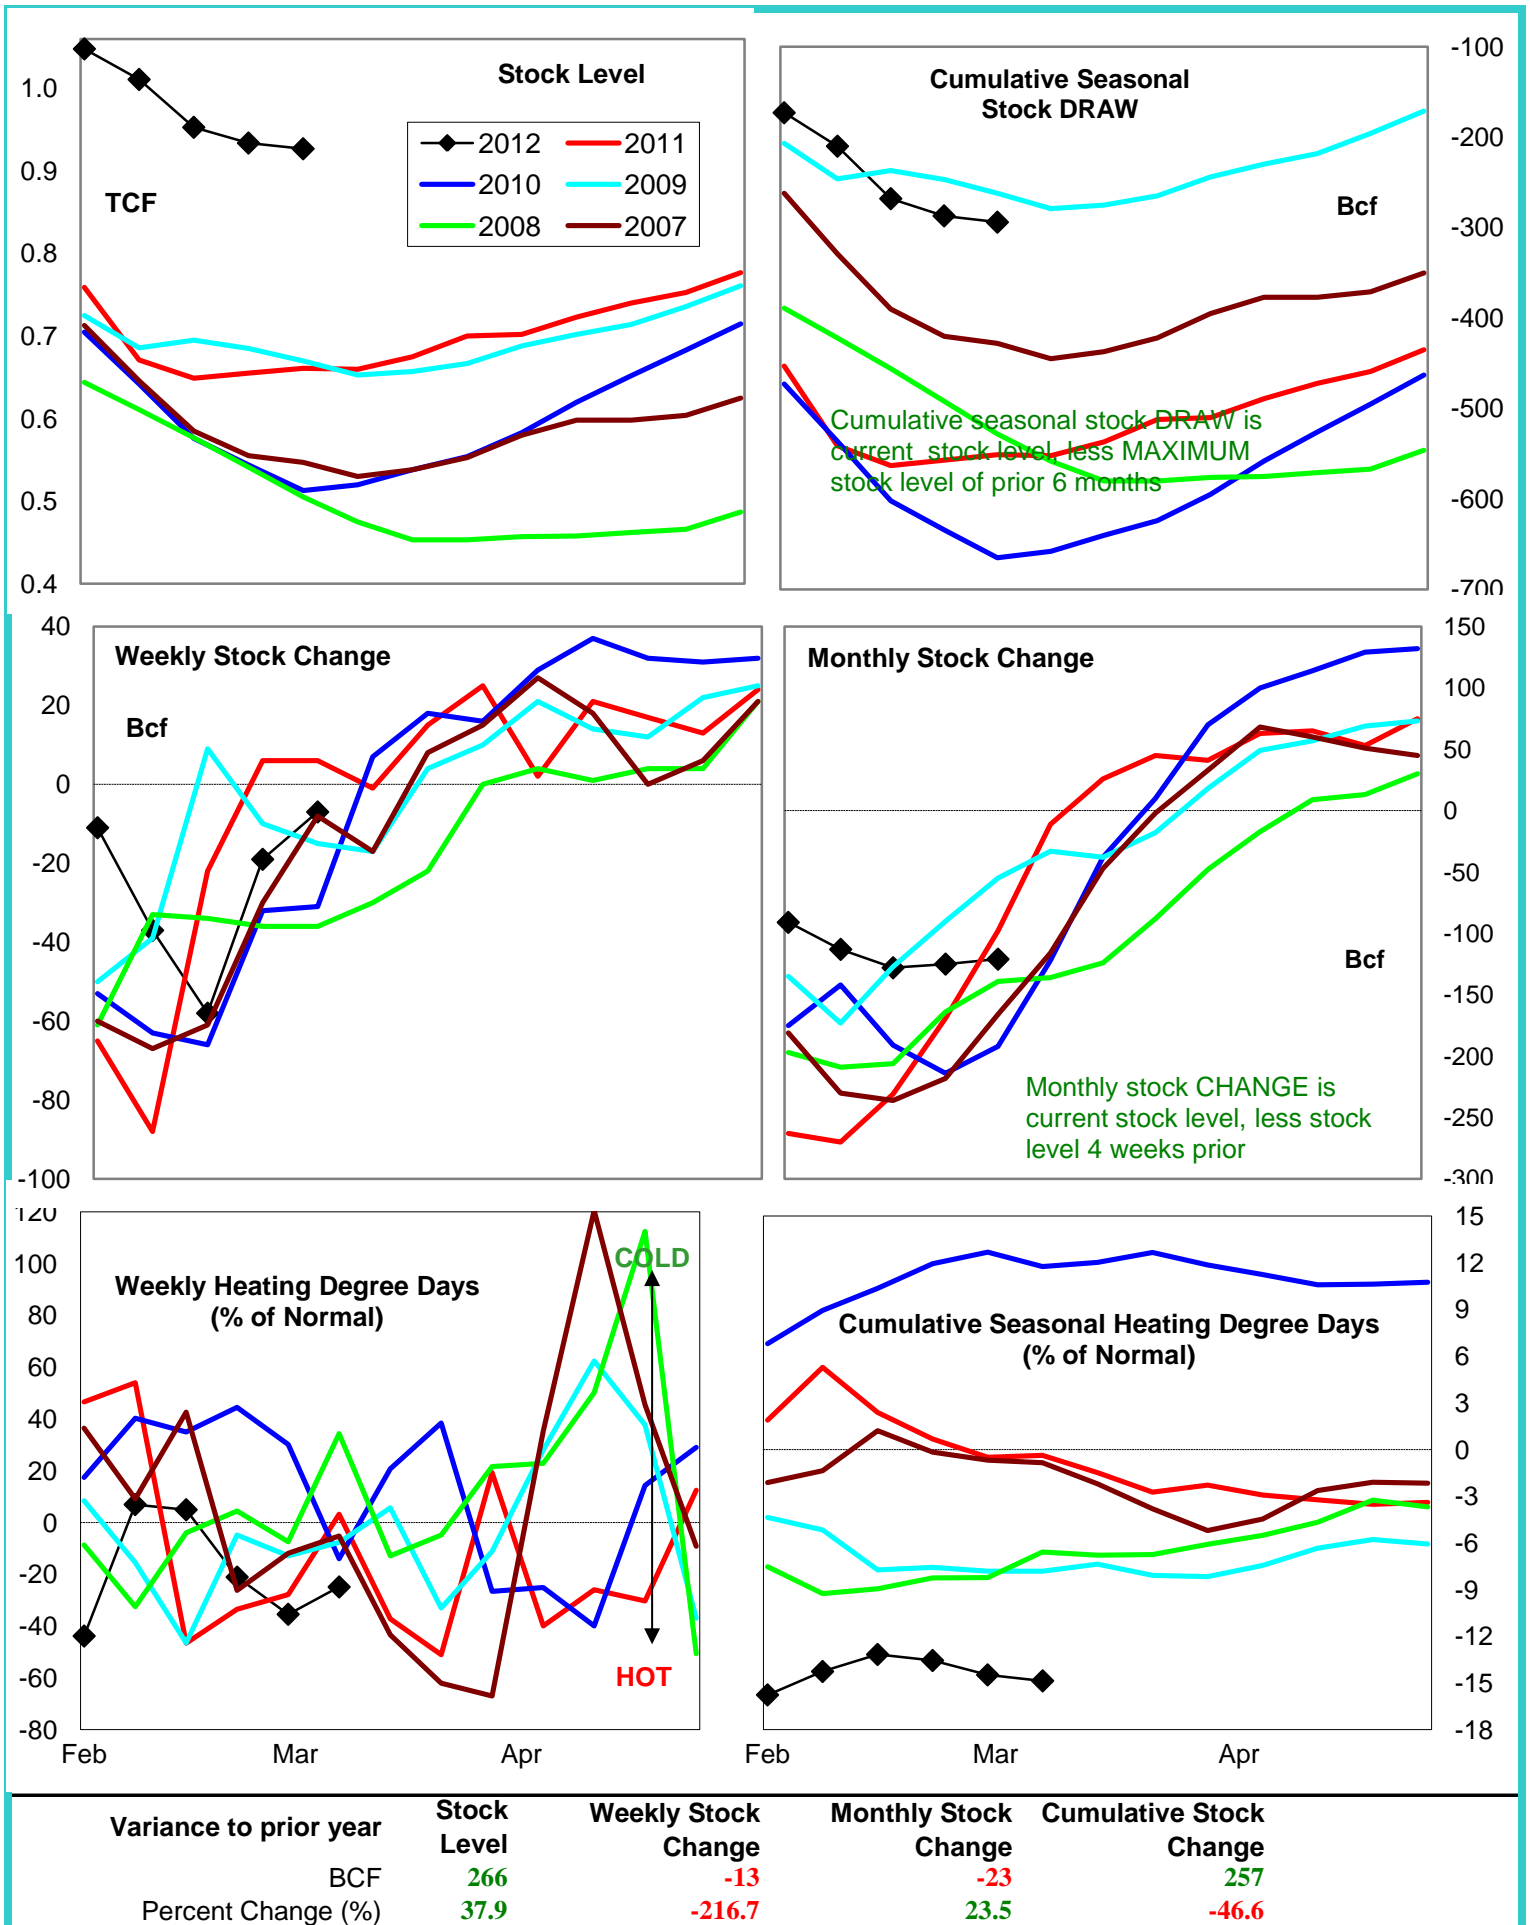 Stock Level
1.0
0.9
0.8
0.7
0.6
0.5
0.4
TCF
2012 2011
2010 2009
2008 2007
Cumulative Seasonal
Stock DRAW
Bcf
-100
-200
-300
-400
-500
-600
-700
Cumulative seasonal stock DRAW is
current stock level, less MAXIMUM
stock level of prior 6 months
Weekly Stock Change
Bcf
40
20
0
-20
-40
-60
-80
-100
Monthly Stock Change
Bcf
150
100
50
0
-50
-100
-150
-200
-250
-300
Monthly stock CHANGE is
current stock level, less stock
level 4 weeks prior
120
100
80
60
40
20
0
-20
-40
-60
-80
Weekly Heating Degree Days
(% of Normal)
COLD
HOT
Feb Mar Apr
Cumulative Seasonal Heating Degree Days
(% of Normal)
15
12
9
6
3
0
-3
-6
-9
-12
-15
-18
Feb Mar Apr
Variance to prior year Stock Level Weekly Stock Change Monthly Stock Change Cumulative Stock Change
BCF 266 -13 -23 257
Percent Change (%) 37.9 -216.7 23.5 -46.6